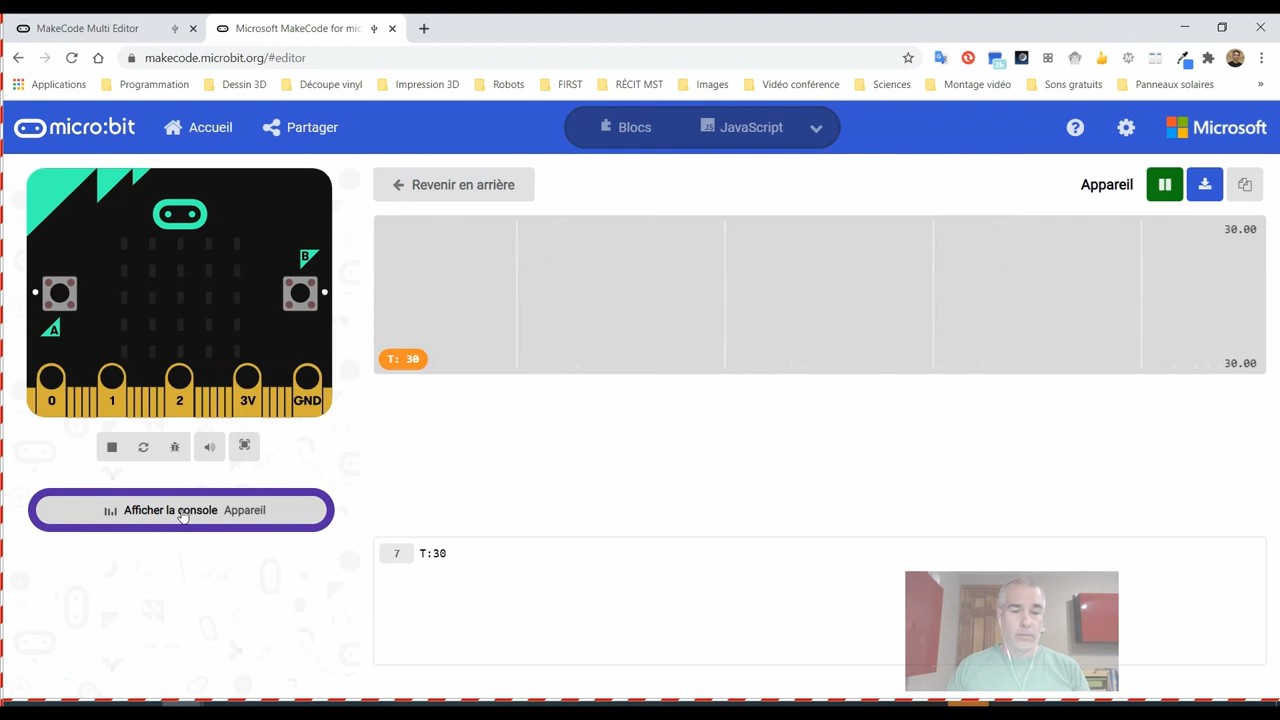 MakeCode Multi Editor
Microsoft MakeCode for mic
makecode.microbit.org/#editor
2h
Applications Programmation Dessin 3D Découpe vinyl Impression 3D Robots FIRST RÉCIT MST Images Vidéo conférence Sciences Montage vidéo Sons gratuits Panneaux solaires »
micro:bit Accueil Partager Blocs JS JavaScript ? Microsoft
Revenir en arrière Appareil
30.00
B
A
T: 30 30.00
0 1 2 3V GND
Afficher la console Appareil
7 T:30